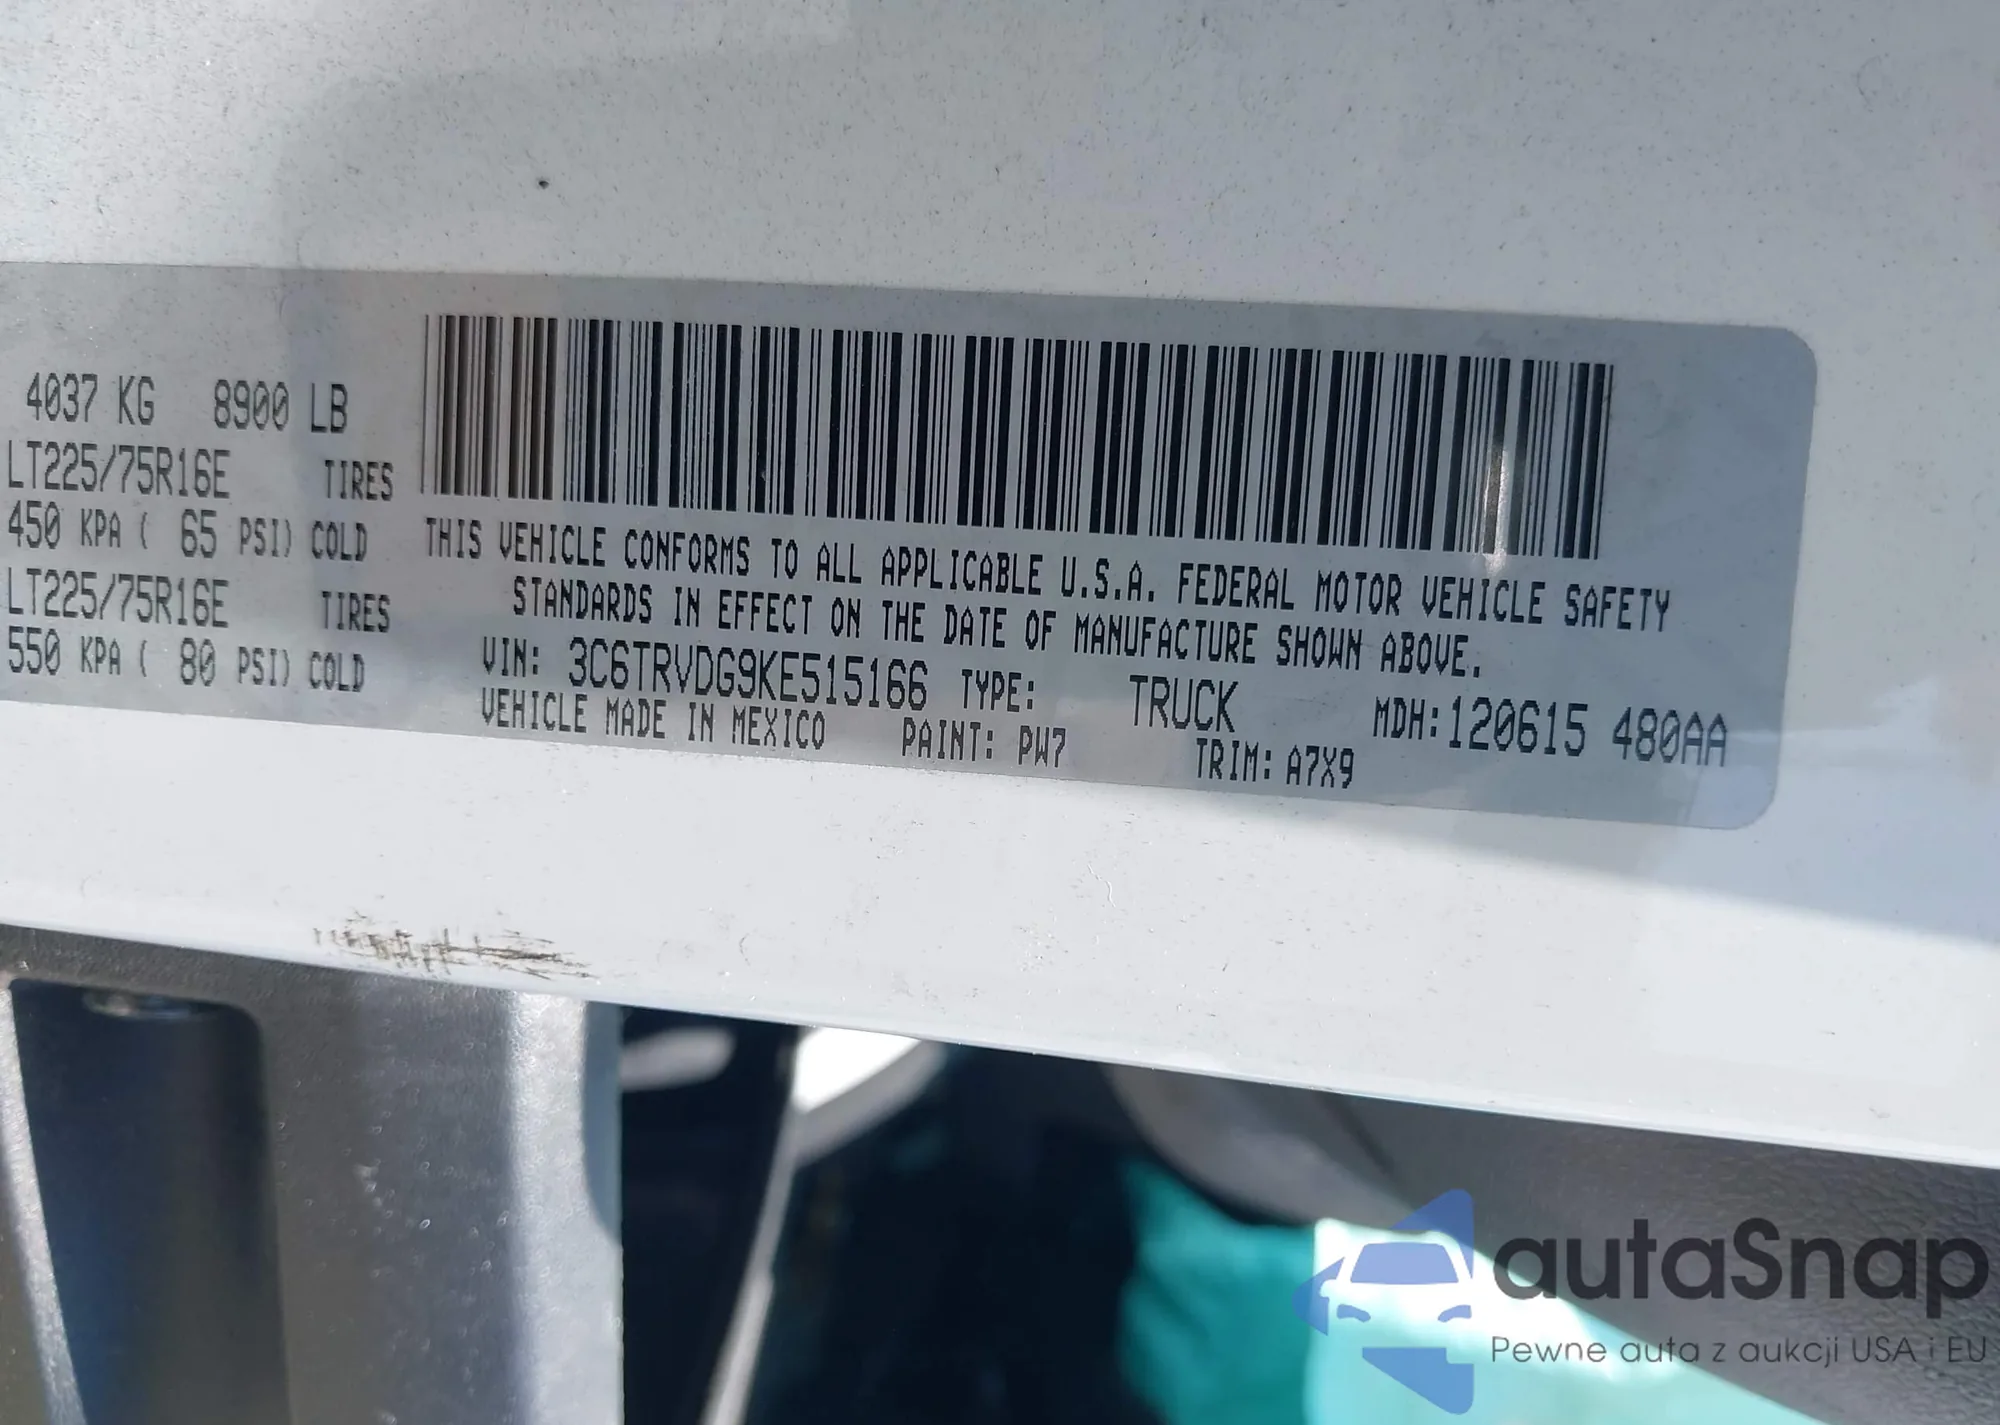 4037 KG 8900 LB
LT225/75R16E TIRES
450 KPA ( 65 PSI) COLD
LT225/75R16E TIRES
550 KPA ( 80 PSI) COLD
THIS VEHICLE CONFORMS TO ALL APPLICABLE U.S.A. FEDERAL MOTOR VEHICLE SAFETY
STANDARDS IN EFFECT ON THE DATE OF MANUFACTURE SHOWN ABOVE.
VIN: 3C6TRVDG9KE515166 TYPE: TRUCK MDH:120615 480AA
VEHICLE MADE IN MEXICO PAINT: PW7 TRIM: A7X9
autaSnap
Pewne auta z aukcji USA i EU